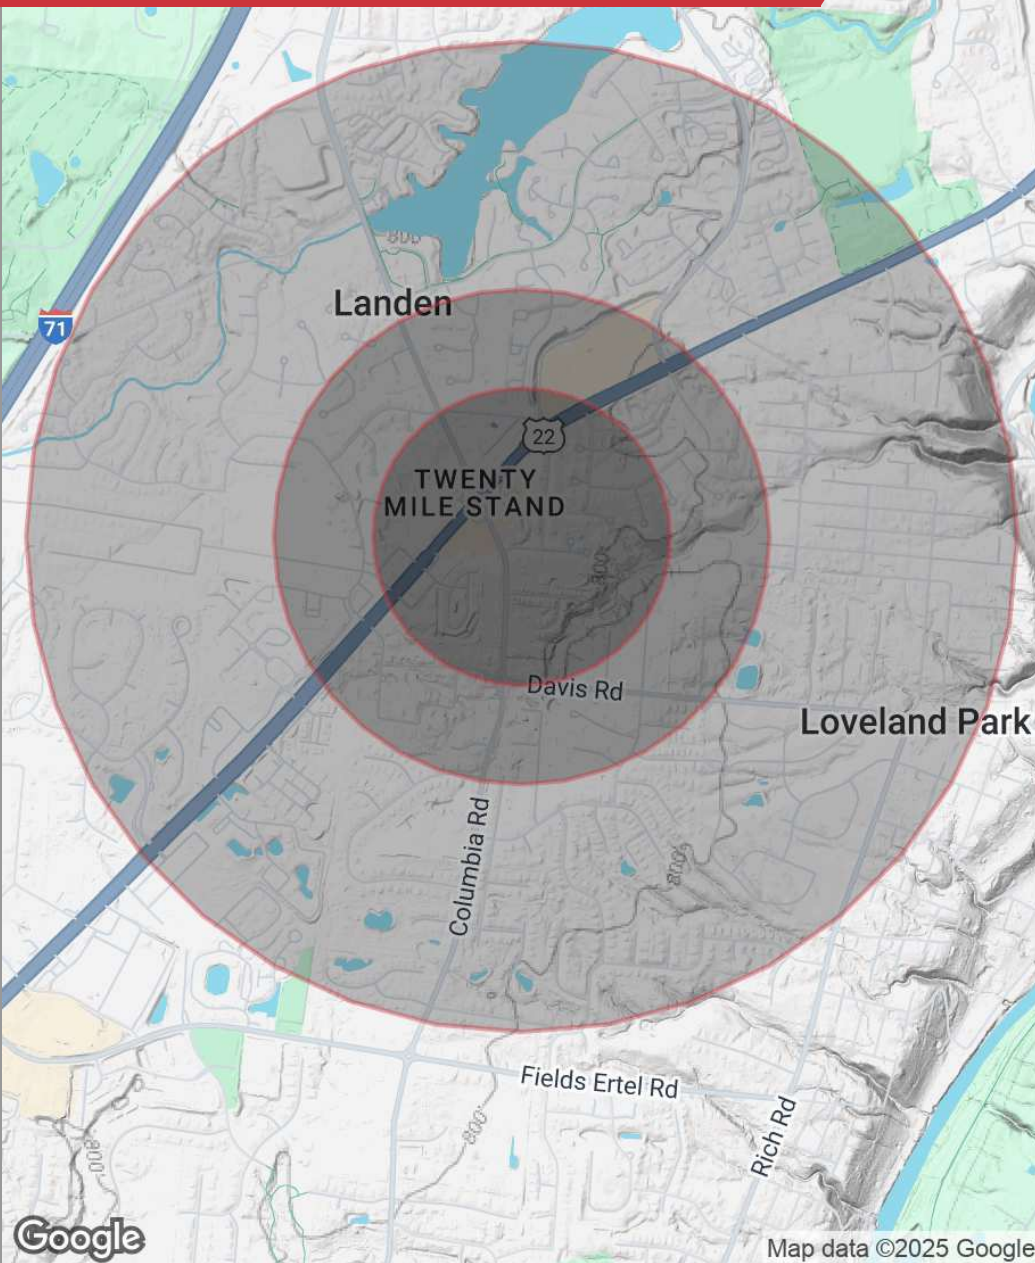 800
Landen
71
22
TWENTY
MILE STAND
800'
Davis Rd
Loveland Park
Columbia Rd
800'
Fields Ertel Rd
800'
Rich Rd
800'
Google
Map data ©2025 Google